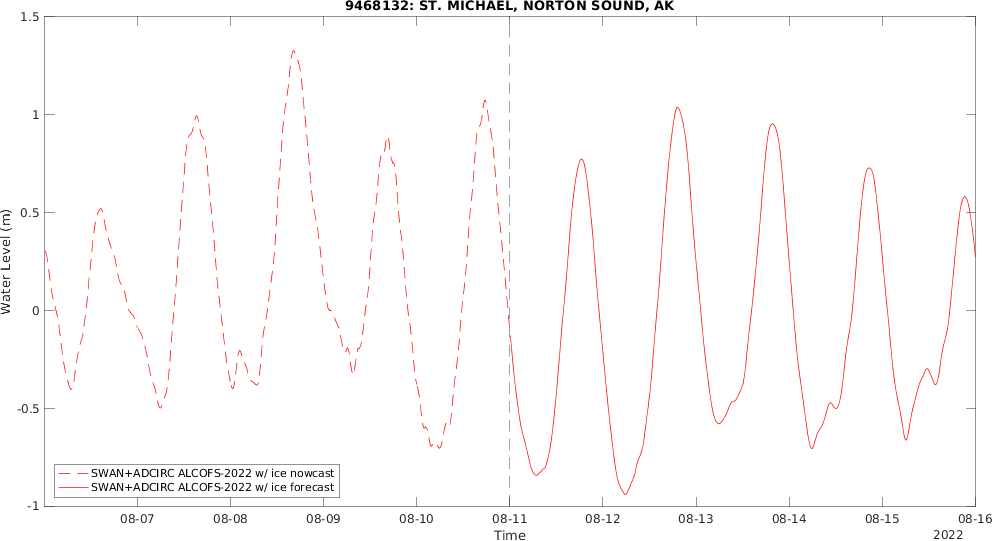 9468132: ST. MICHAEL, NORTON SOUND, AK
Water Level (m)
1.5
1
0.5
0
-0.5
-1
SWAN+ADCIRC ALCOFS-2022 w/ ice nowcast
SWAN+ADCIRC ALCOFS-2022 w/ ice forecast
08-07 08-08 08-09 08-10 08-11 08-12 08-13 08-14 08-15 08-16
Time
2022